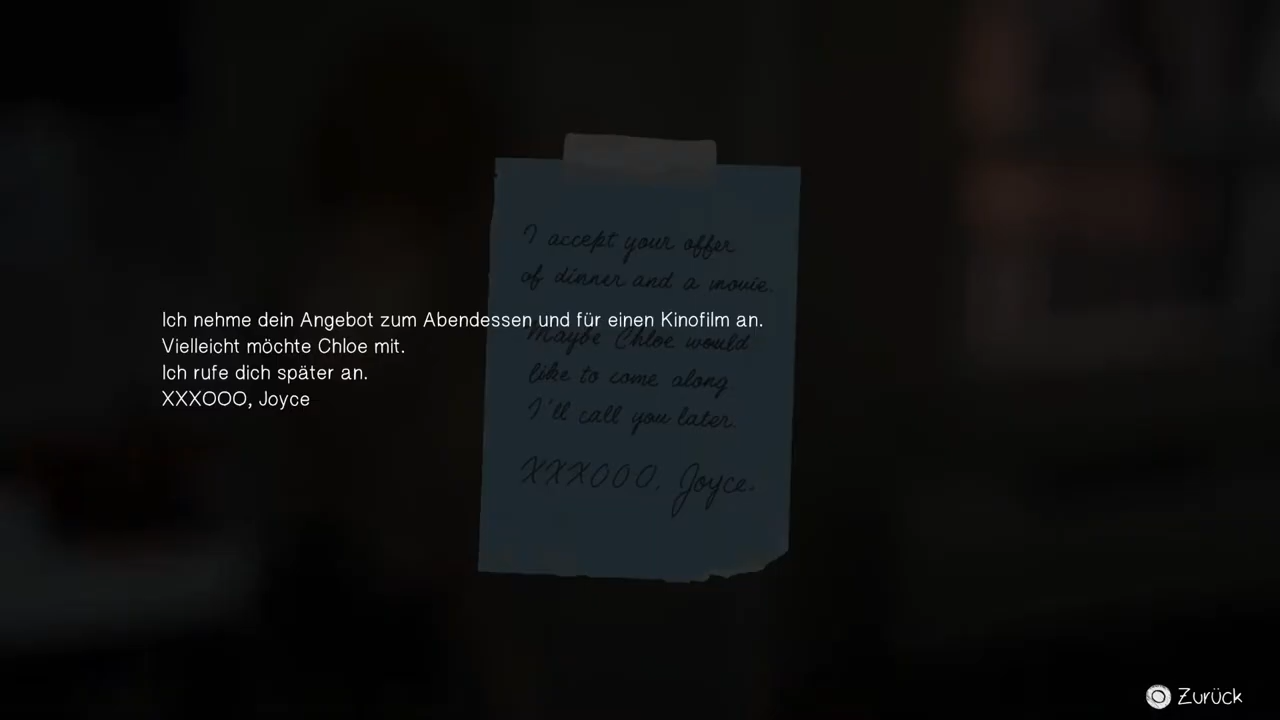 I accept your offer
of dinner and a movie.
Maybe Chloe would
like to come along
I'll call you later.
XXXOOO, Joyce.
Ich nehme dein Angebot zum Abendessen und für einen Kinofilm an.
Vielleicht möchte Chloe mit.
Ich rufe dich später an.
XXXOOO, Joyce
Zurück